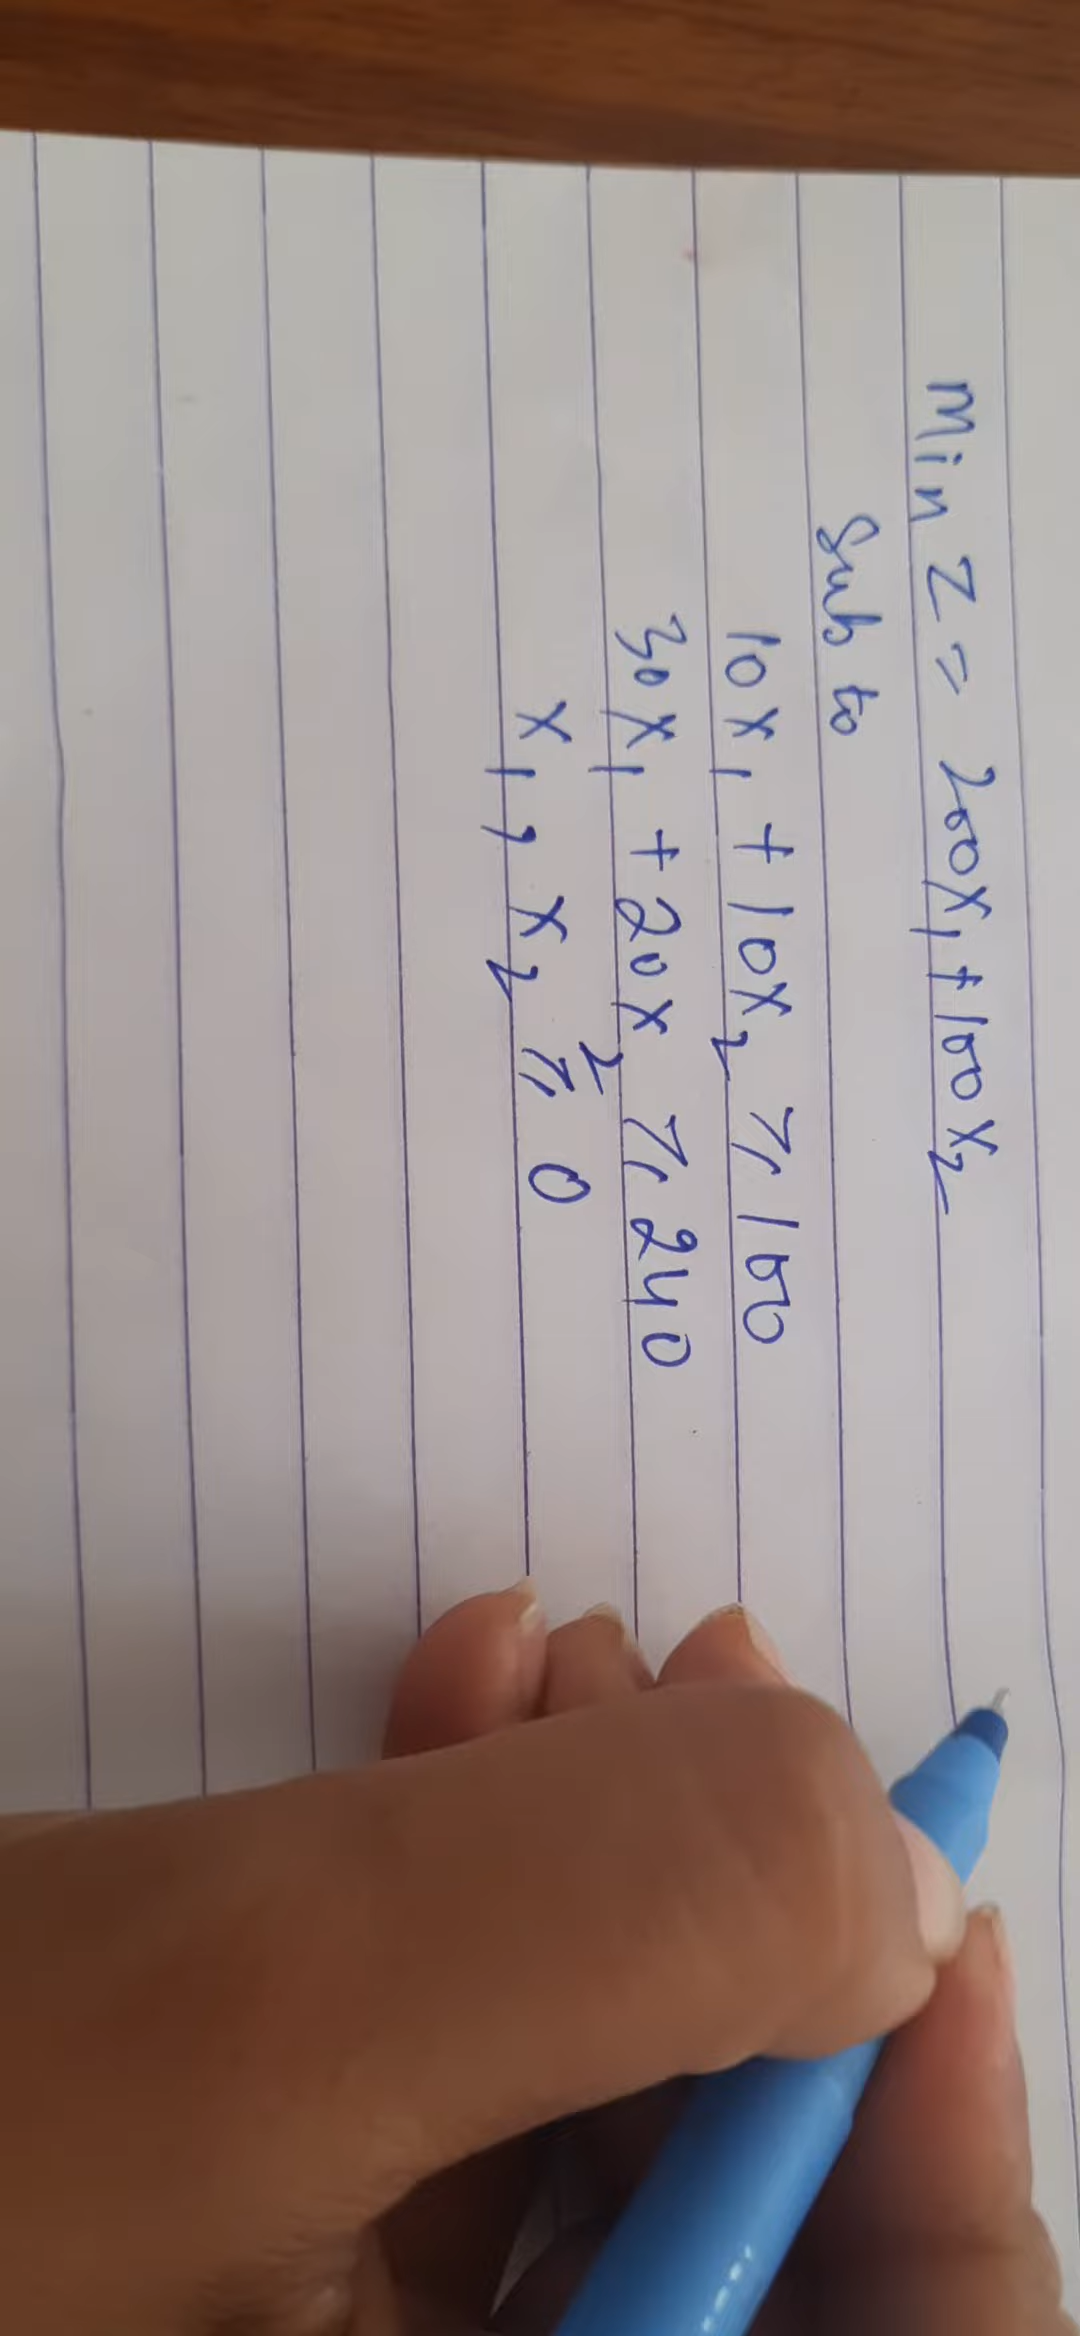 Min Z = 200x₁ + 100x₂
Sub to
10x₁ + 10x₂ ≥ 100
30x₁ + 20x₂ ≥ 240
x₁, x₂ ≥ 0